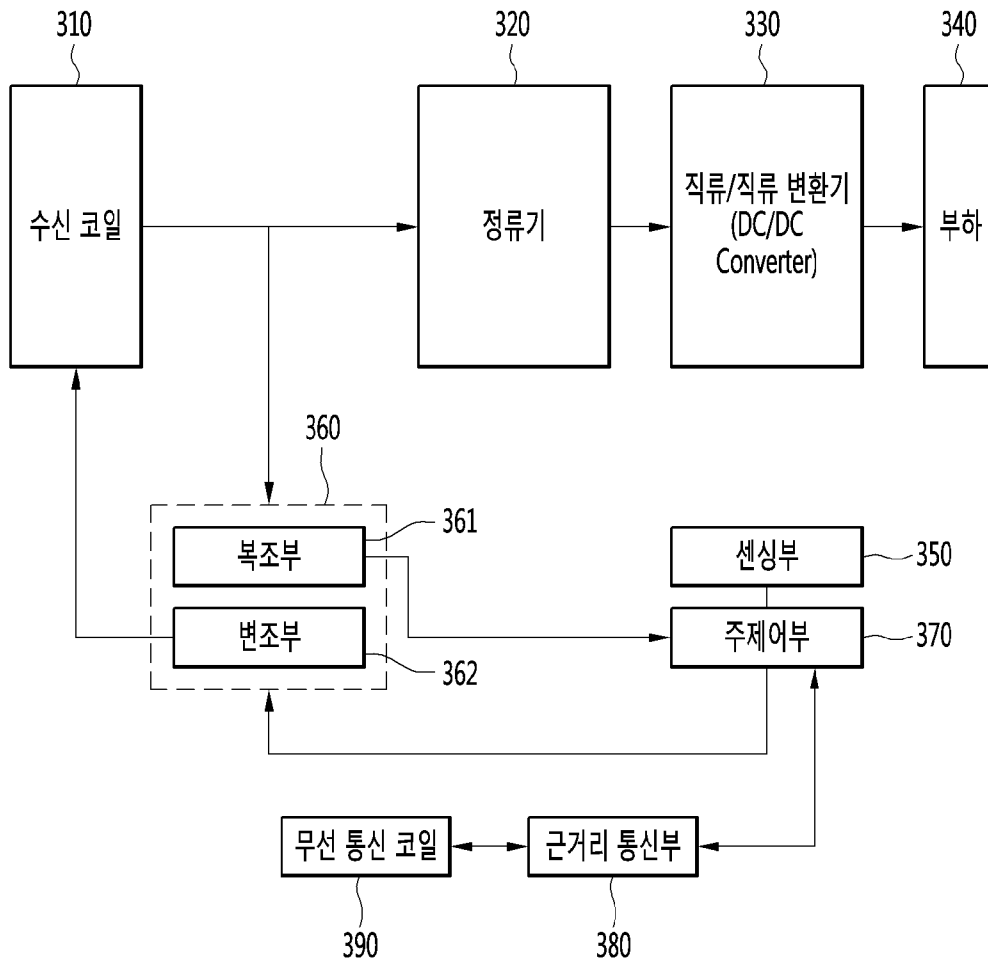 310
320
330
340
수신 코일
정류기
직류/직류 변환기
(DC/DC
Converter)
부하
360
복조부
361
변조부
362
센싱부
350
주제어부
370
무선 통신 코일
근거리 통신부
390
380